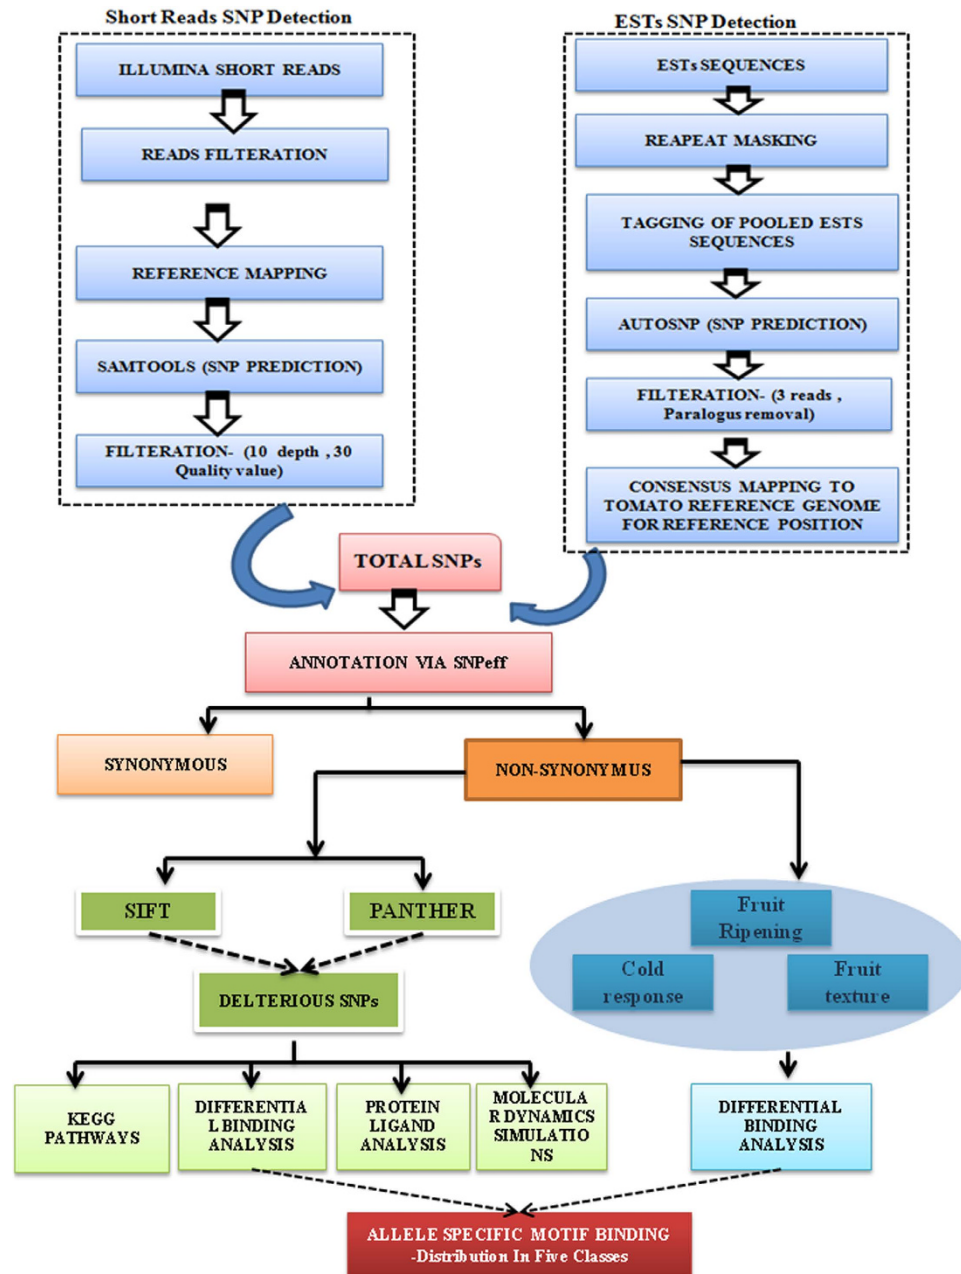 Short Reads SNP Detection
ILLUMINA SHORT READS
READS FILTERATION
REFERENCE MAPPING
SAMTOOLS (SNP PREDICTION)
FILTERATION- (10 depth , 30
Quality value)
ESTs SNP Detection
ESTs SEQUENCES
REAPEAT MASKING
TAGGING OF POOLED ESTS
SEQUENCES
AUTOSNP (SNP PREDICTION)
FILTERATION- (3 reads ,
Paralogus removal)
CONSENSUS MAPPING TO
TOMATO REFERENCE GENOME
FOR REFERENCE POSITION
TOTAL SNPs
ANNOTATION VIA SNPeff
SYNONYMOUS
NON-SYNONYMUS
SIFT
PANTHER
DELTERIOUS SNPs
Fruit
Ripening
Cold
response
Fruit
texture
KEGG
PATHWAYS
DIFFERENTIA
L BINDING
ANALYSIS
PROTEIN
LIGAND
ANALYSIS
MOLECULA
R DYNAMICS
SIMULATIO
NS
DIFFERENTIAL
BINDING
ANALYSIS
ALLELE SPECIFIC MOTIF BINDING
-Distribution In Five Classes